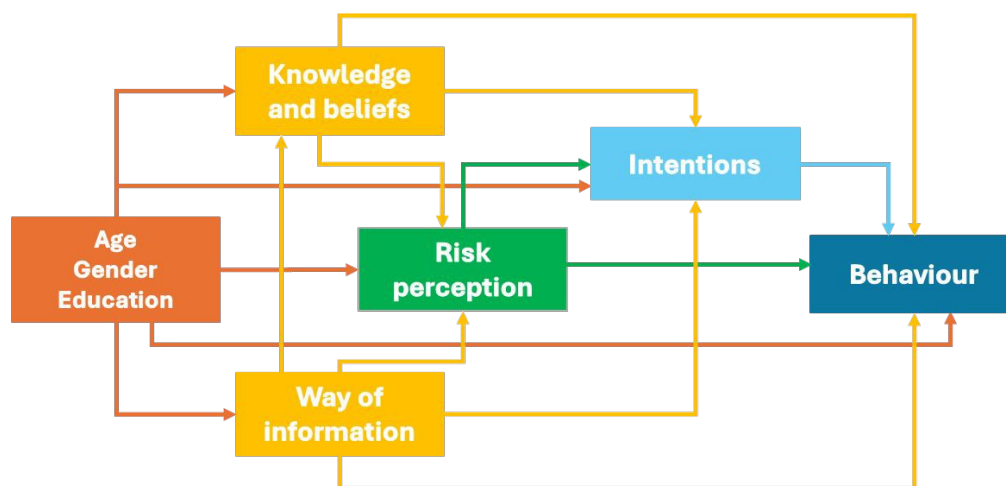 Knowledge
and beliefs
Intentions
Age
Gender
Education
Risk
perception
Behaviour
Way of
information